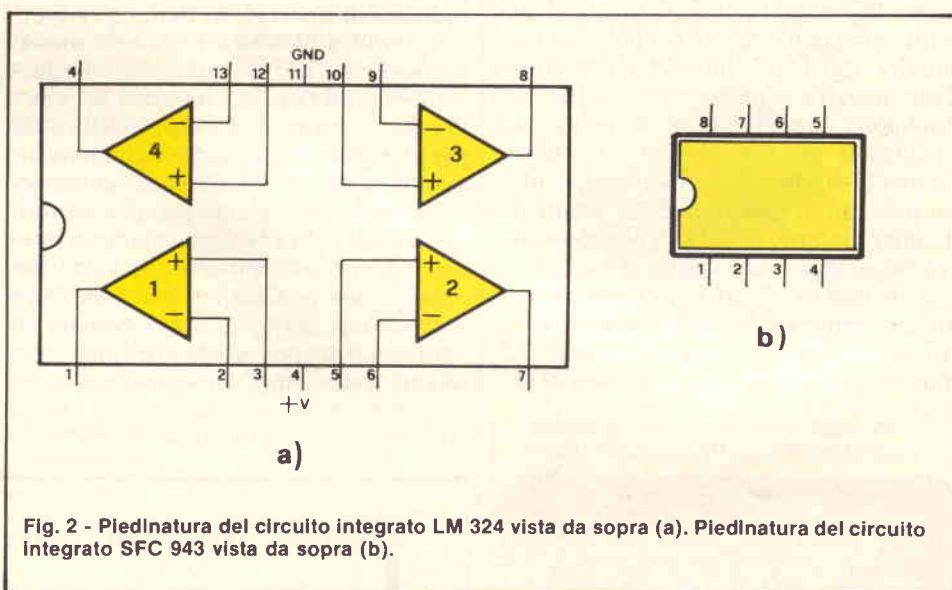 GND
4 13 12 11 10 9 8
− −
4 3
+ +
+ +
1 2
− −
1 2 3 4 5 6 7
+v
a)
8 7 6 5
1 2 3 4
b)
Fig. 2 - Piedinatura del circuito integrato LM 324 vista da sopra (a). Piedinatura del circuito
integrato SFC 943 vista da sopra (b).